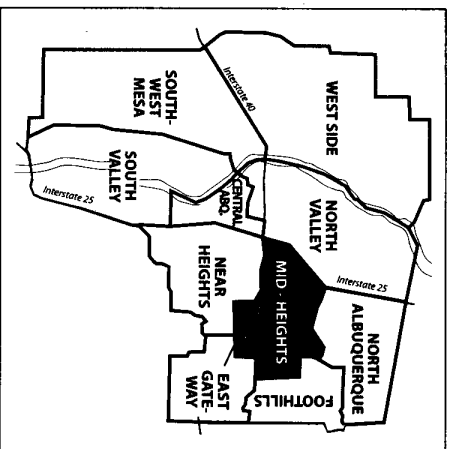 WEST SIDE
Interstate 40
SOUTH-
WEST
MESA
NORTH
VALLEY
Interstate 25
NORTH
ALBUQUERQUE
CENTRAL
ABQ.
SOUTH
VALLEY
Interstate 25
MID - HEIGHTS
NEAR
HEIGHTS
FOOTHILLS
EAST
GATE-
WAY